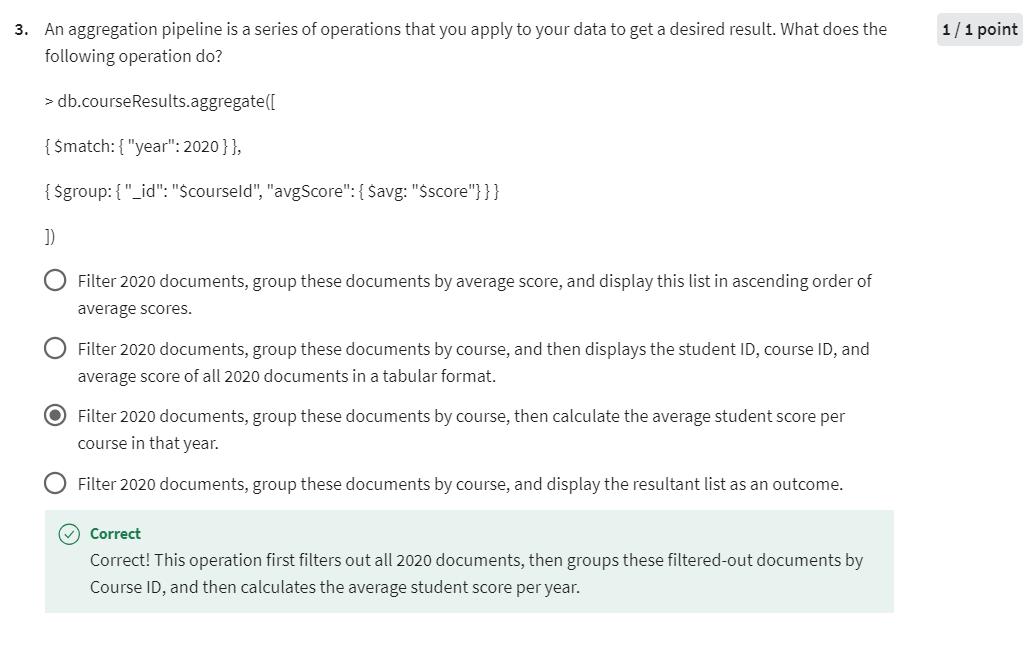 3. An aggregation pipeline is a series of operations that you apply to your data to get a desired result. What does the
1 / 1 point
following operation do?
> db.courseResults.aggregate([
{ $match: { "year": 2020 } },
{ $group: { "_id": "$courseId", "avgScore": { $avg: "$score"} } }
])
Filter 2020 documents, group these documents by average score, and display this list in ascending order of
average scores.
Filter 2020 documents, group these documents by course, and then displays the student ID, course ID, and
average score of all 2020 documents in a tabular format.
Filter 2020 documents, group these documents by course, then calculate the average student score per
course in that year.
Filter 2020 documents, group these documents by course, and display the resultant list as an outcome.
Correct
Correct! This operation first filters out all 2020 documents, then groups these filtered-out documents by
Course ID, and then calculates the average student score per year.